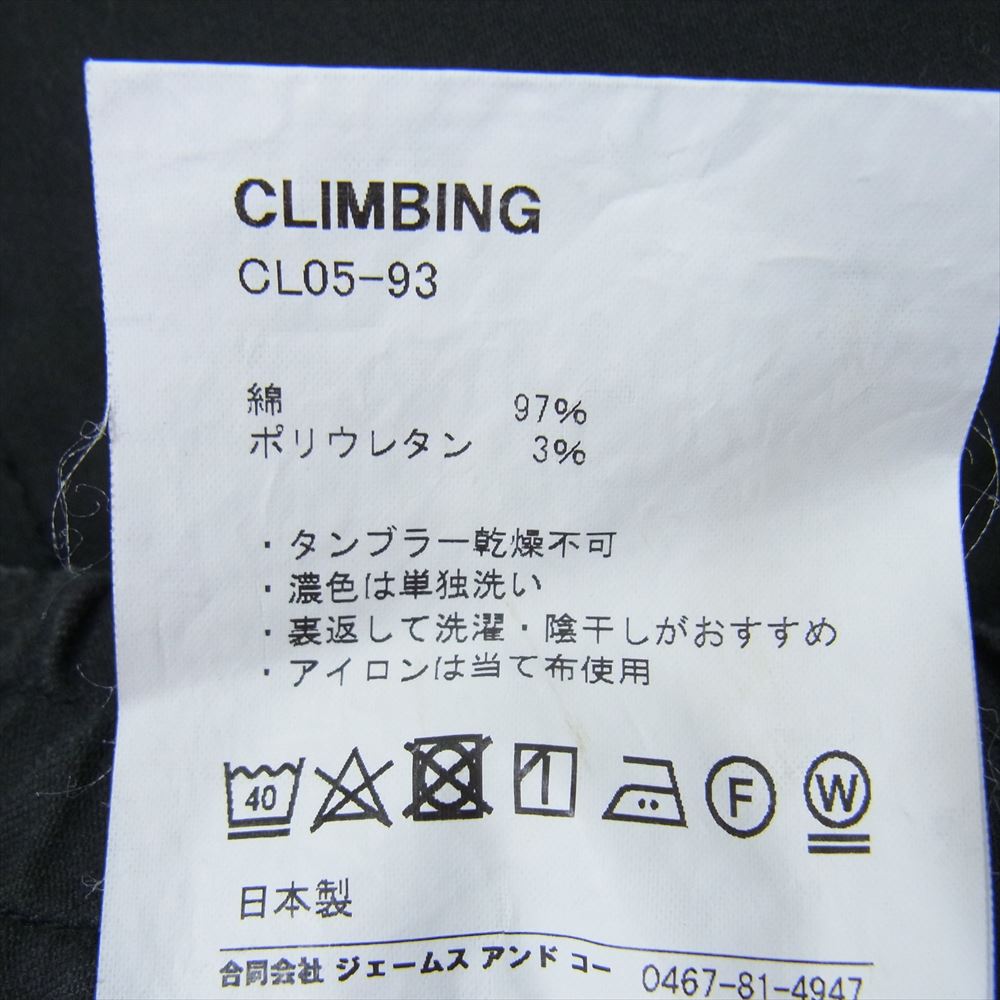 CLIMBING
CL05-93
綿 97%
ポリウレタン 3%
・タンブラー乾燥不可
・濃色は単独洗い
・裏返して洗濯・陰干しがおすすめ
・アイロンは当て布使用
40 F W
日本製
合同会社 ジェームス アンド コー 0467-81-4947